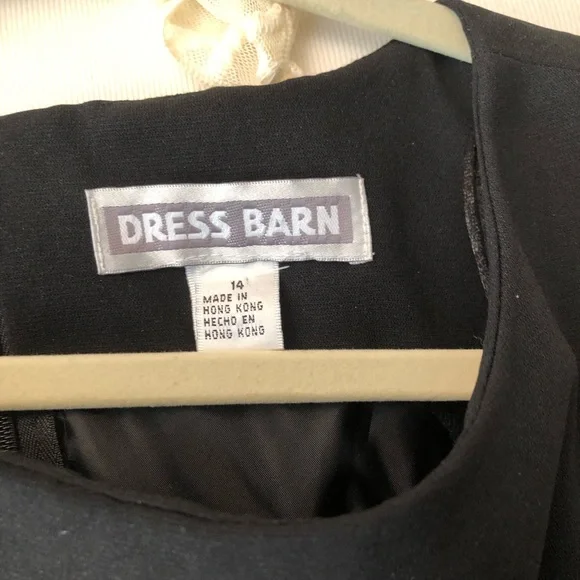 DRESS BARN
14
MADE IN
HONG KONG
HECHO EN
HONG KONG